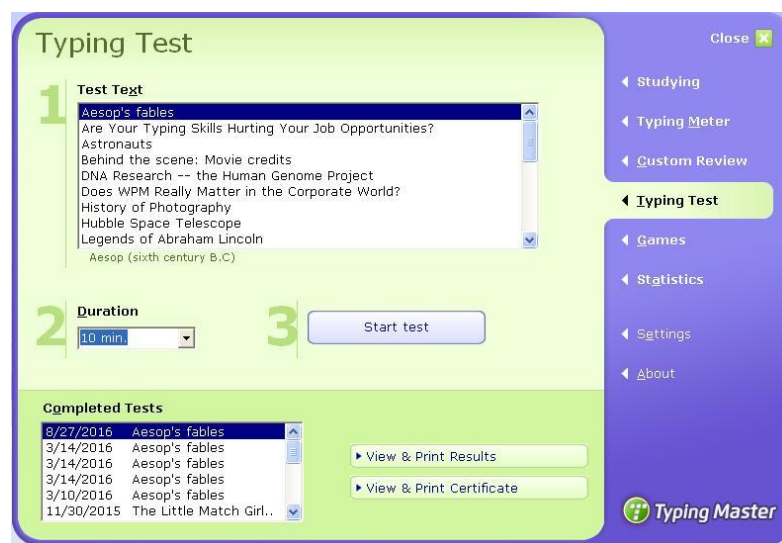 Typing Test
Close
1
Test Text
Aesop's fables
Are Your Typing Skills Hurting Your Job Opportunities?
Astronauts
Behind the scene: Movie credits
DNA Research -- the Human Genome Project
Does WPM Really Matter in the Corporate World?
History of Photography
Hubble Space Telescope
Legends of Abraham Lincoln
Aesop (sixth century B.C)
2
Duration
10 min.
3
Start test
Completed Tests
8/27/2016 Aesop's fables
3/14/2016 Aesop's fables
3/14/2016 Aesop's fables
3/14/2016 Aesop's fables
3/10/2016 Aesop's fables
11/30/2015 The Little Match Girl..
View & Print Results
View & Print Certificate
Studying
Typing Meter
Custom Review
Typing Test
Games
Statistics
Settings
About
Typing Master